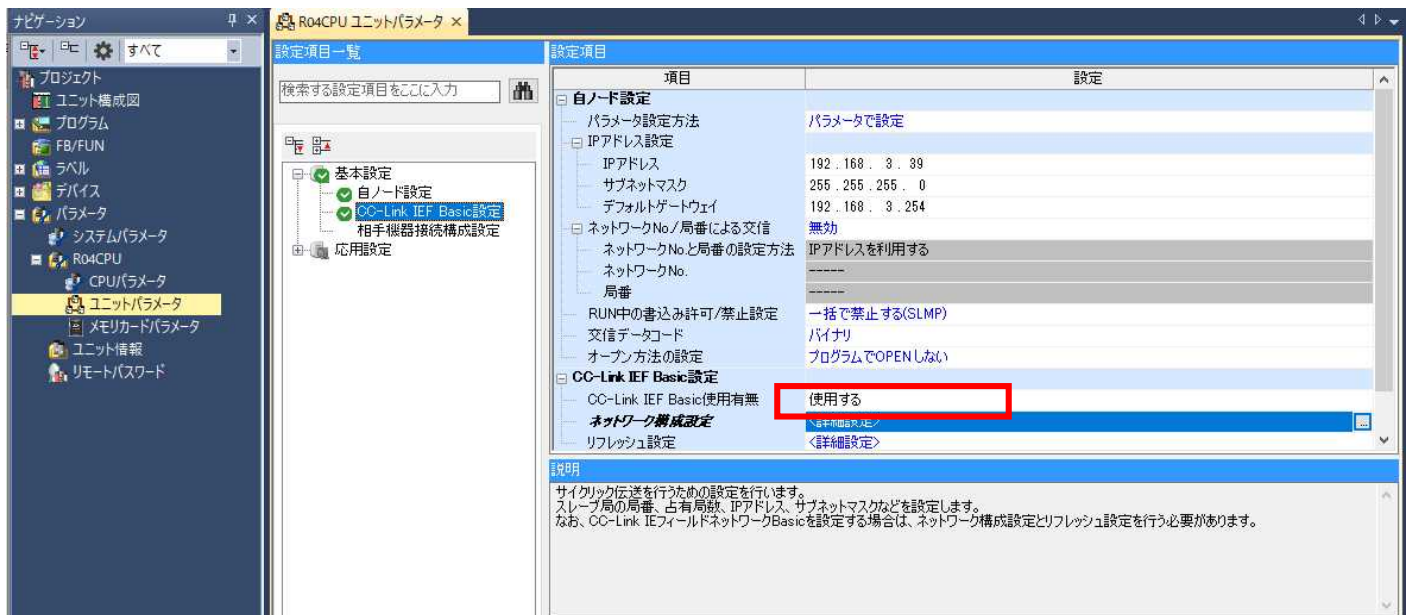 ナビゲーション
すべて
プロジェクト
ユニット構成図
プログラム
FB/FUN
ラベル
デバイス
パラメータ
システムパラメータ
R04CPU
CPUパラメータ
ユニットパラメータ
メモリカードパラメータ
ユニット情報
リモートパスワード
R04CPU ユニットパラメータ ×
設定項目一覧
検索する設定項目をここに入力
基本設定
自ノード設定
CC-Link IEF Basic設定
相手機器接続構成設定
応用設定
設定項目
項目 設定
自ノード設定
パラメータ設定方法 パラメータで設定
IPアドレス設定
IPアドレス 192 . 168 . 3 . 39
サブネットマスク 255 . 255 . 255 . 0
デフォルトゲートウェイ 192 . 168 . 3 . 254
ネットワークNo/局番による交信 無効
ネットワークNo.と局番の設定方法 IPアドレスを利用する
ネットワークNo. -----
局番 -----
RUN中の書込み許可/禁止設定 一括で禁止する(SLMP)
交信データコード バイナリ
オープン方法の設定 プログラムでOPENしない
CC-Link IEF Basic設定
CC-Link IEF Basic使用有無 使用する
ネットワーク構成設定 <詳細設定> ...
リフレッシュ設定 <詳細設定>
説明
サイクリック伝送を行うための設定を行います。
スレーブ局の局番、占有局数、IPアドレス、サブネットマスクなどを設定します。
なお、CC-Link IEフィールドネットワークBasicを設定する場合は、ネットワーク構成設定とリフレッシュ設定を行う必要があります。